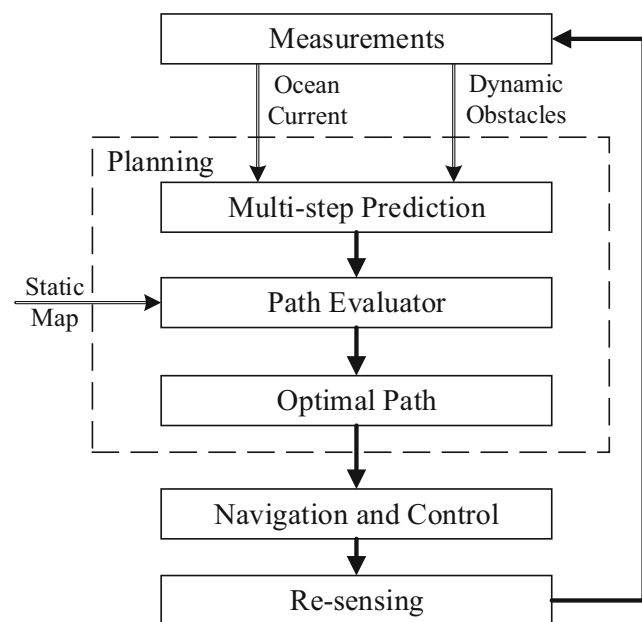 Measurements
Ocean
Current
Dynamic
Obstacles
Planning
Multi-step Prediction
Static
Map
Path Evaluator
Optimal Path
Navigation and Control
Re-sensing